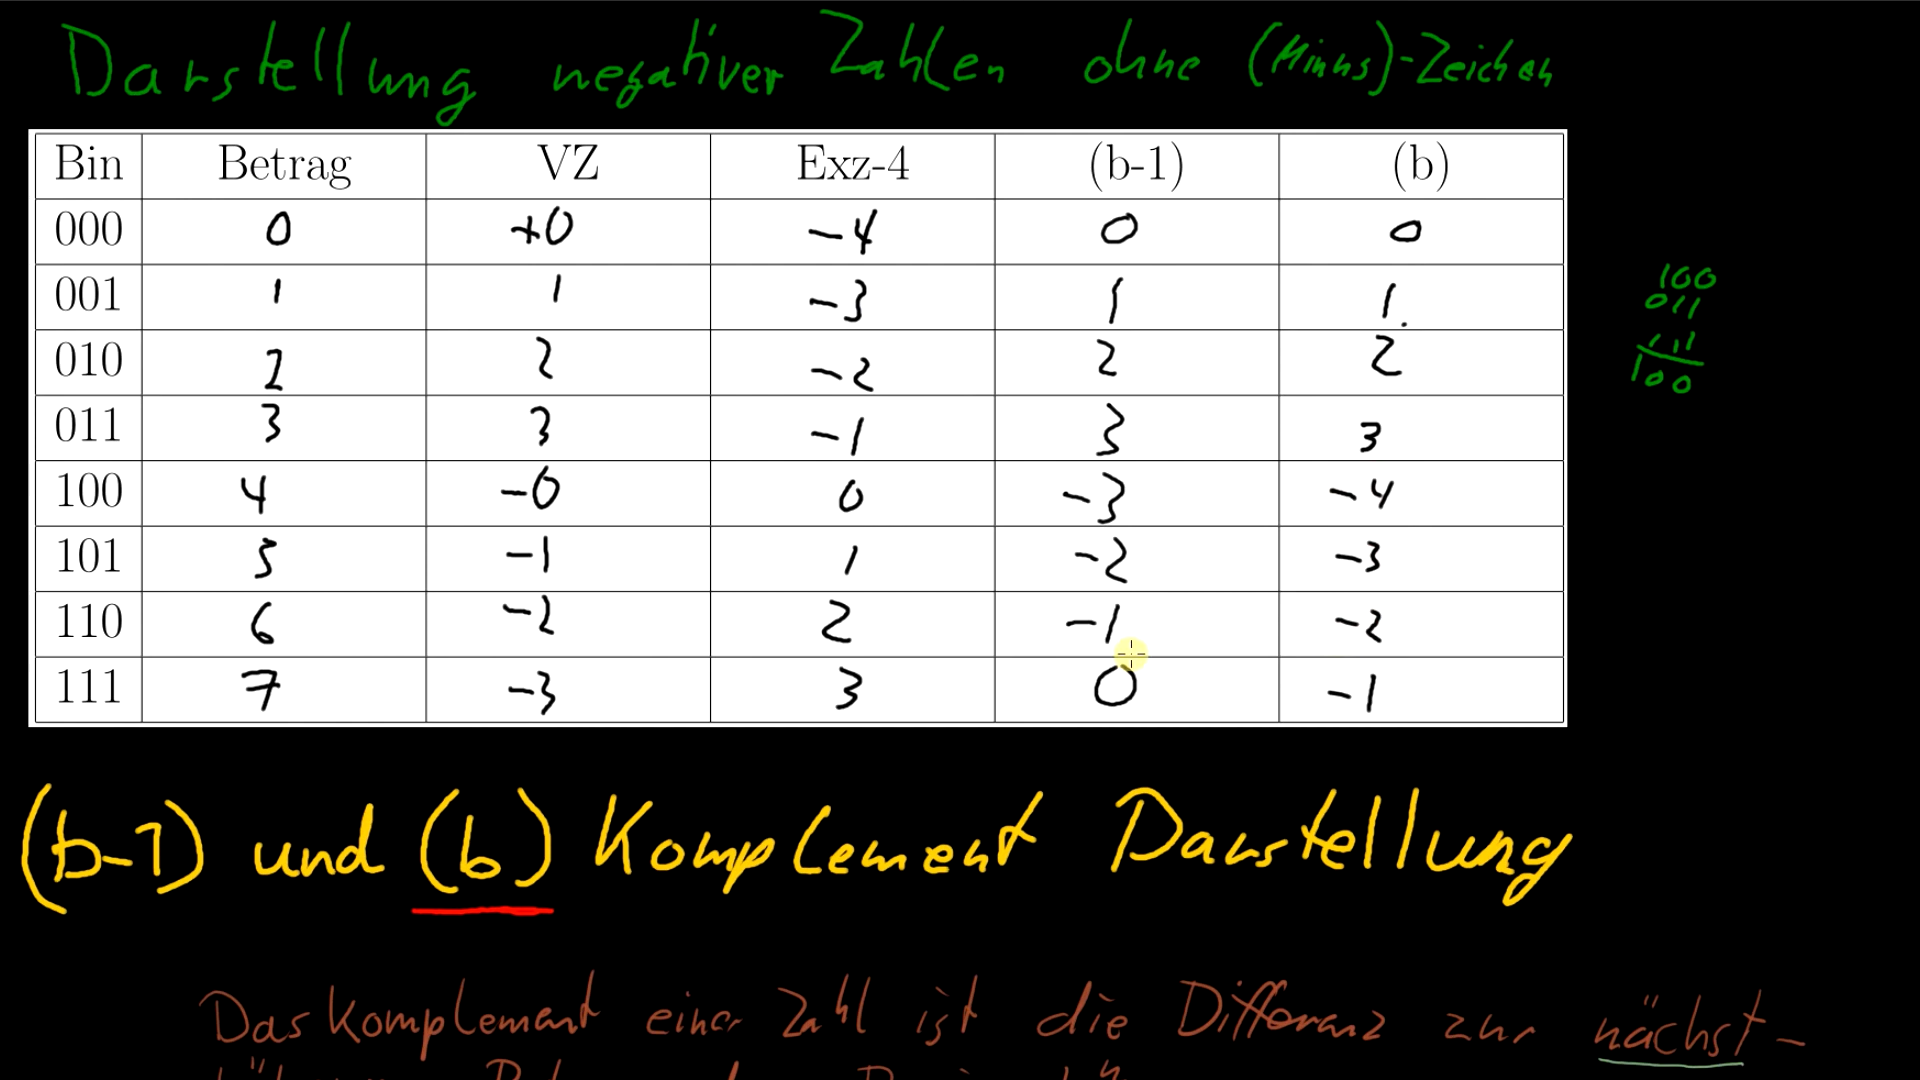 Darstellung negativer Zahlen ohne (Minus)-Zeichen
Bin Betrag VZ Exz-4 (b-1) (b)
000 0 +0 -4 0 0
001 1 1 -3 1 1.
010 2 2 -2 2 2
011 3 3 -1 3 3
100 4 -0 0 -3 -4
101 5 -1 1 -2 -3
110 6 -2 2 -1 -2
111 7 -3 3 0 -1
100
011
111
100
(b-1) und (b) Komplement Darstellung
Das Komplement einer Zahl ist die Differenz zur nächst-